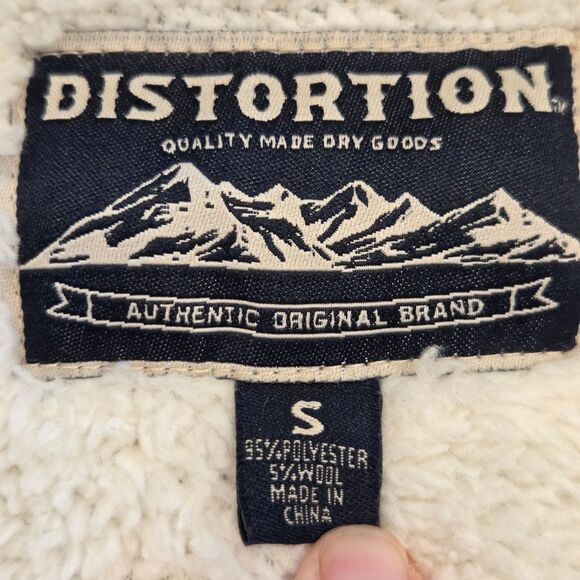 DISTORTION
QUALITY MADE DRY GOODS
AUTHENTIC ORIGINAL BRAND
S
95% POLYESTER
5% WOOL
MADE IN
CHINA